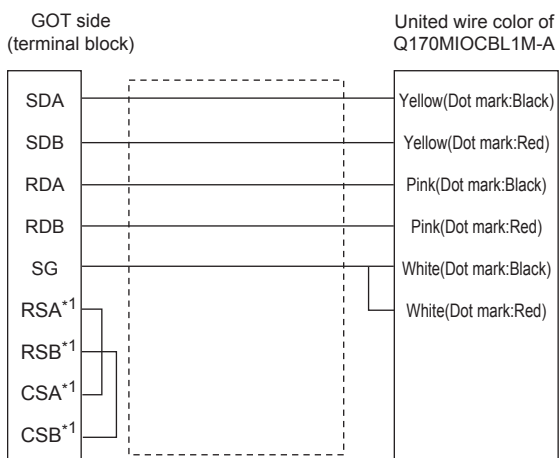 GOT side
(terminal block)
United wire color of
Q170MIOCBL1M-A
SDA
Yellow(Dot mark:Black)
SDB
Yellow(Dot mark:Red)
RDA
Pink(Dot mark:Black)
RDB
Pink(Dot mark:Red)
SG
White(Dot mark:Black)
RSA*1
White(Dot mark:Red)
RSB*1
CSA*1
CSB*1